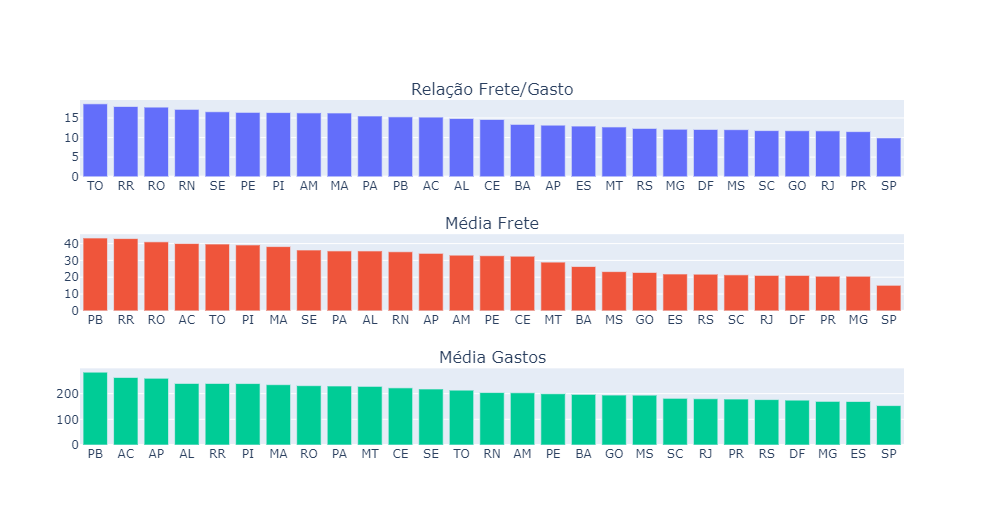 Relação Frete/Gasto
15
10
5
0
TO RR RO RN SE PE PI AM MA PA PB AC AL CE BA AP ES MT RS MG DF MS SC GO RJ PR SP
Média Frete
40
30
20
10
0
PB RR RO AC TO PI MA SE PA AL RN AP AM PE CE MT BA MS GO ES RS SC RJ DF PR MG SP
Média Gastos
200
100
0
PB AC AP AL RR PI MA RO PA MT CE SE TO RN AM PE BA GO MS SC RJ PR RS DF MG ES SP